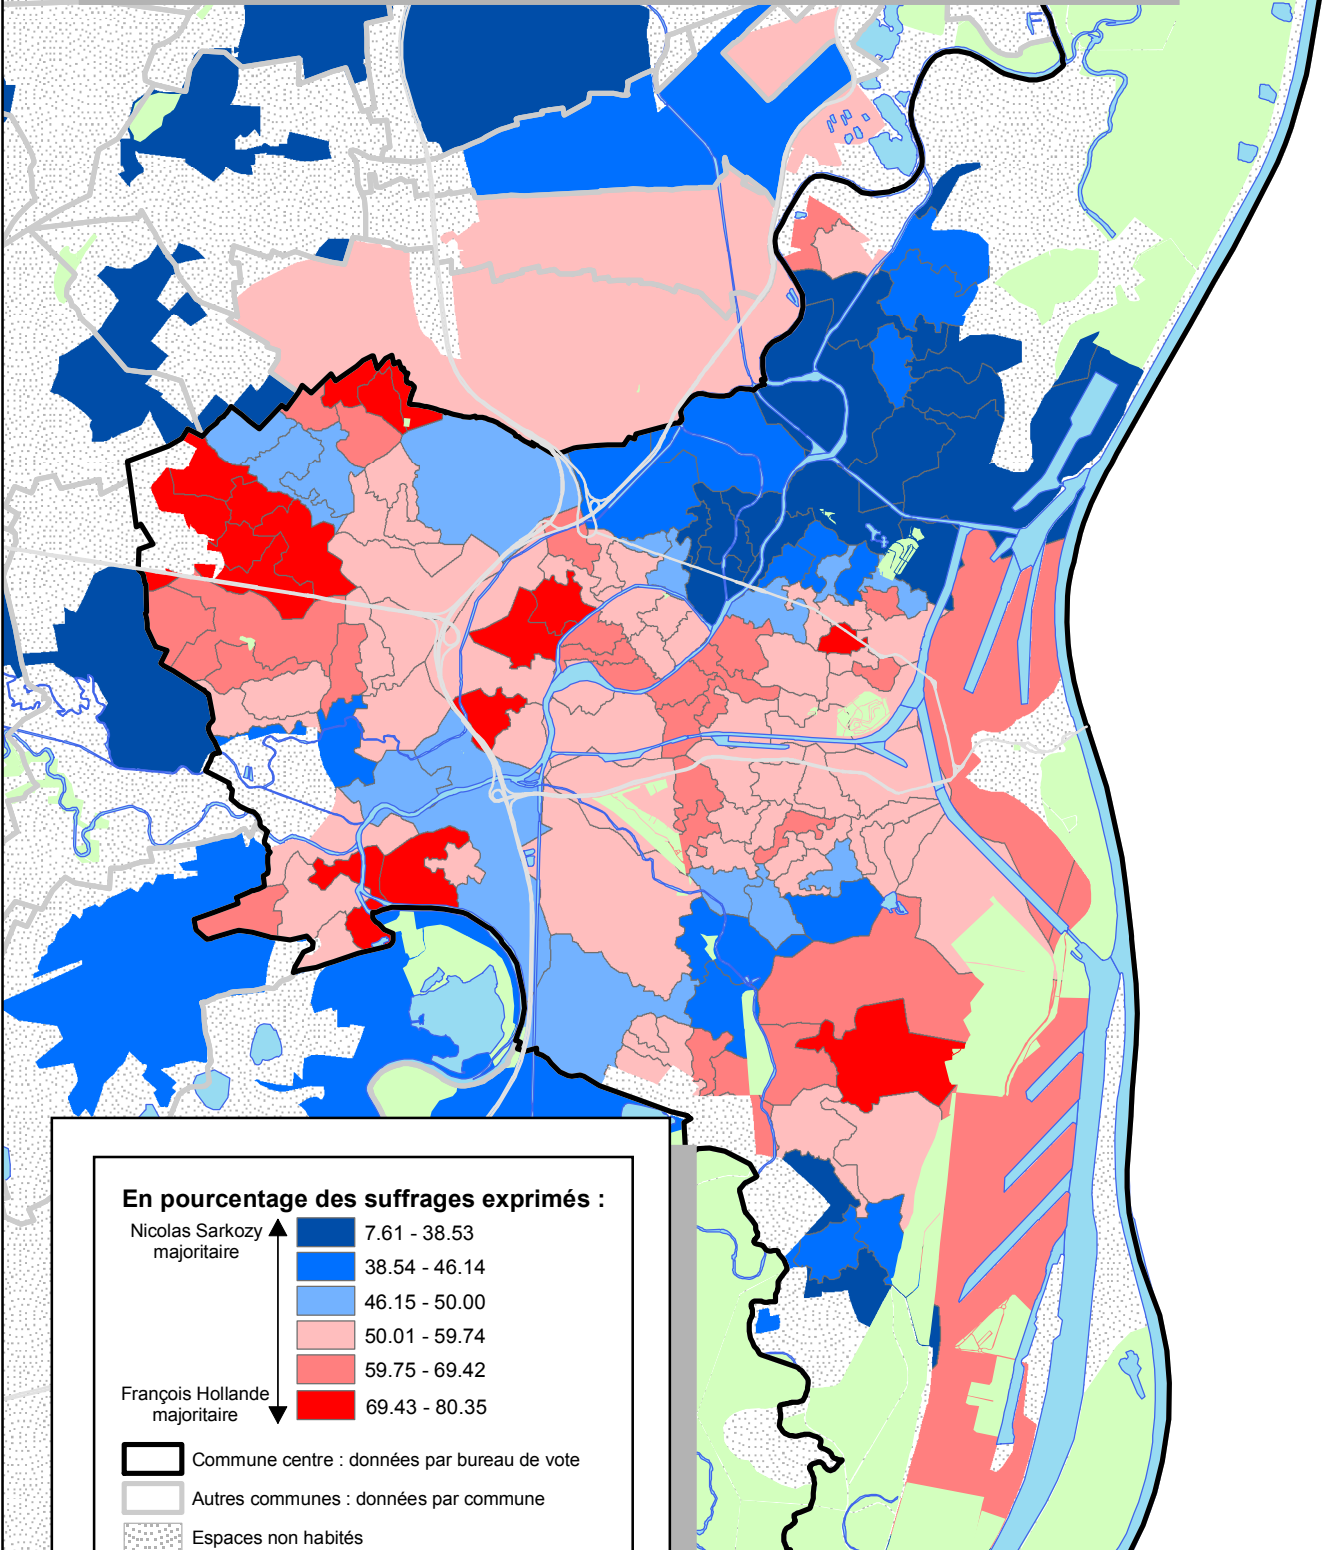 En pourcentage des suffrages exprimés :
Nicolas Sarkozy
majoritaire
7.61 - 38.53
38.54 - 46.14
46.15 - 50.00
50.01 - 59.74
59.75 - 69.42
69.43 - 80.35
François Hollande
majoritaire
Commune centre : données par bureau de vote
Autres communes : données par commune
Espaces non habités